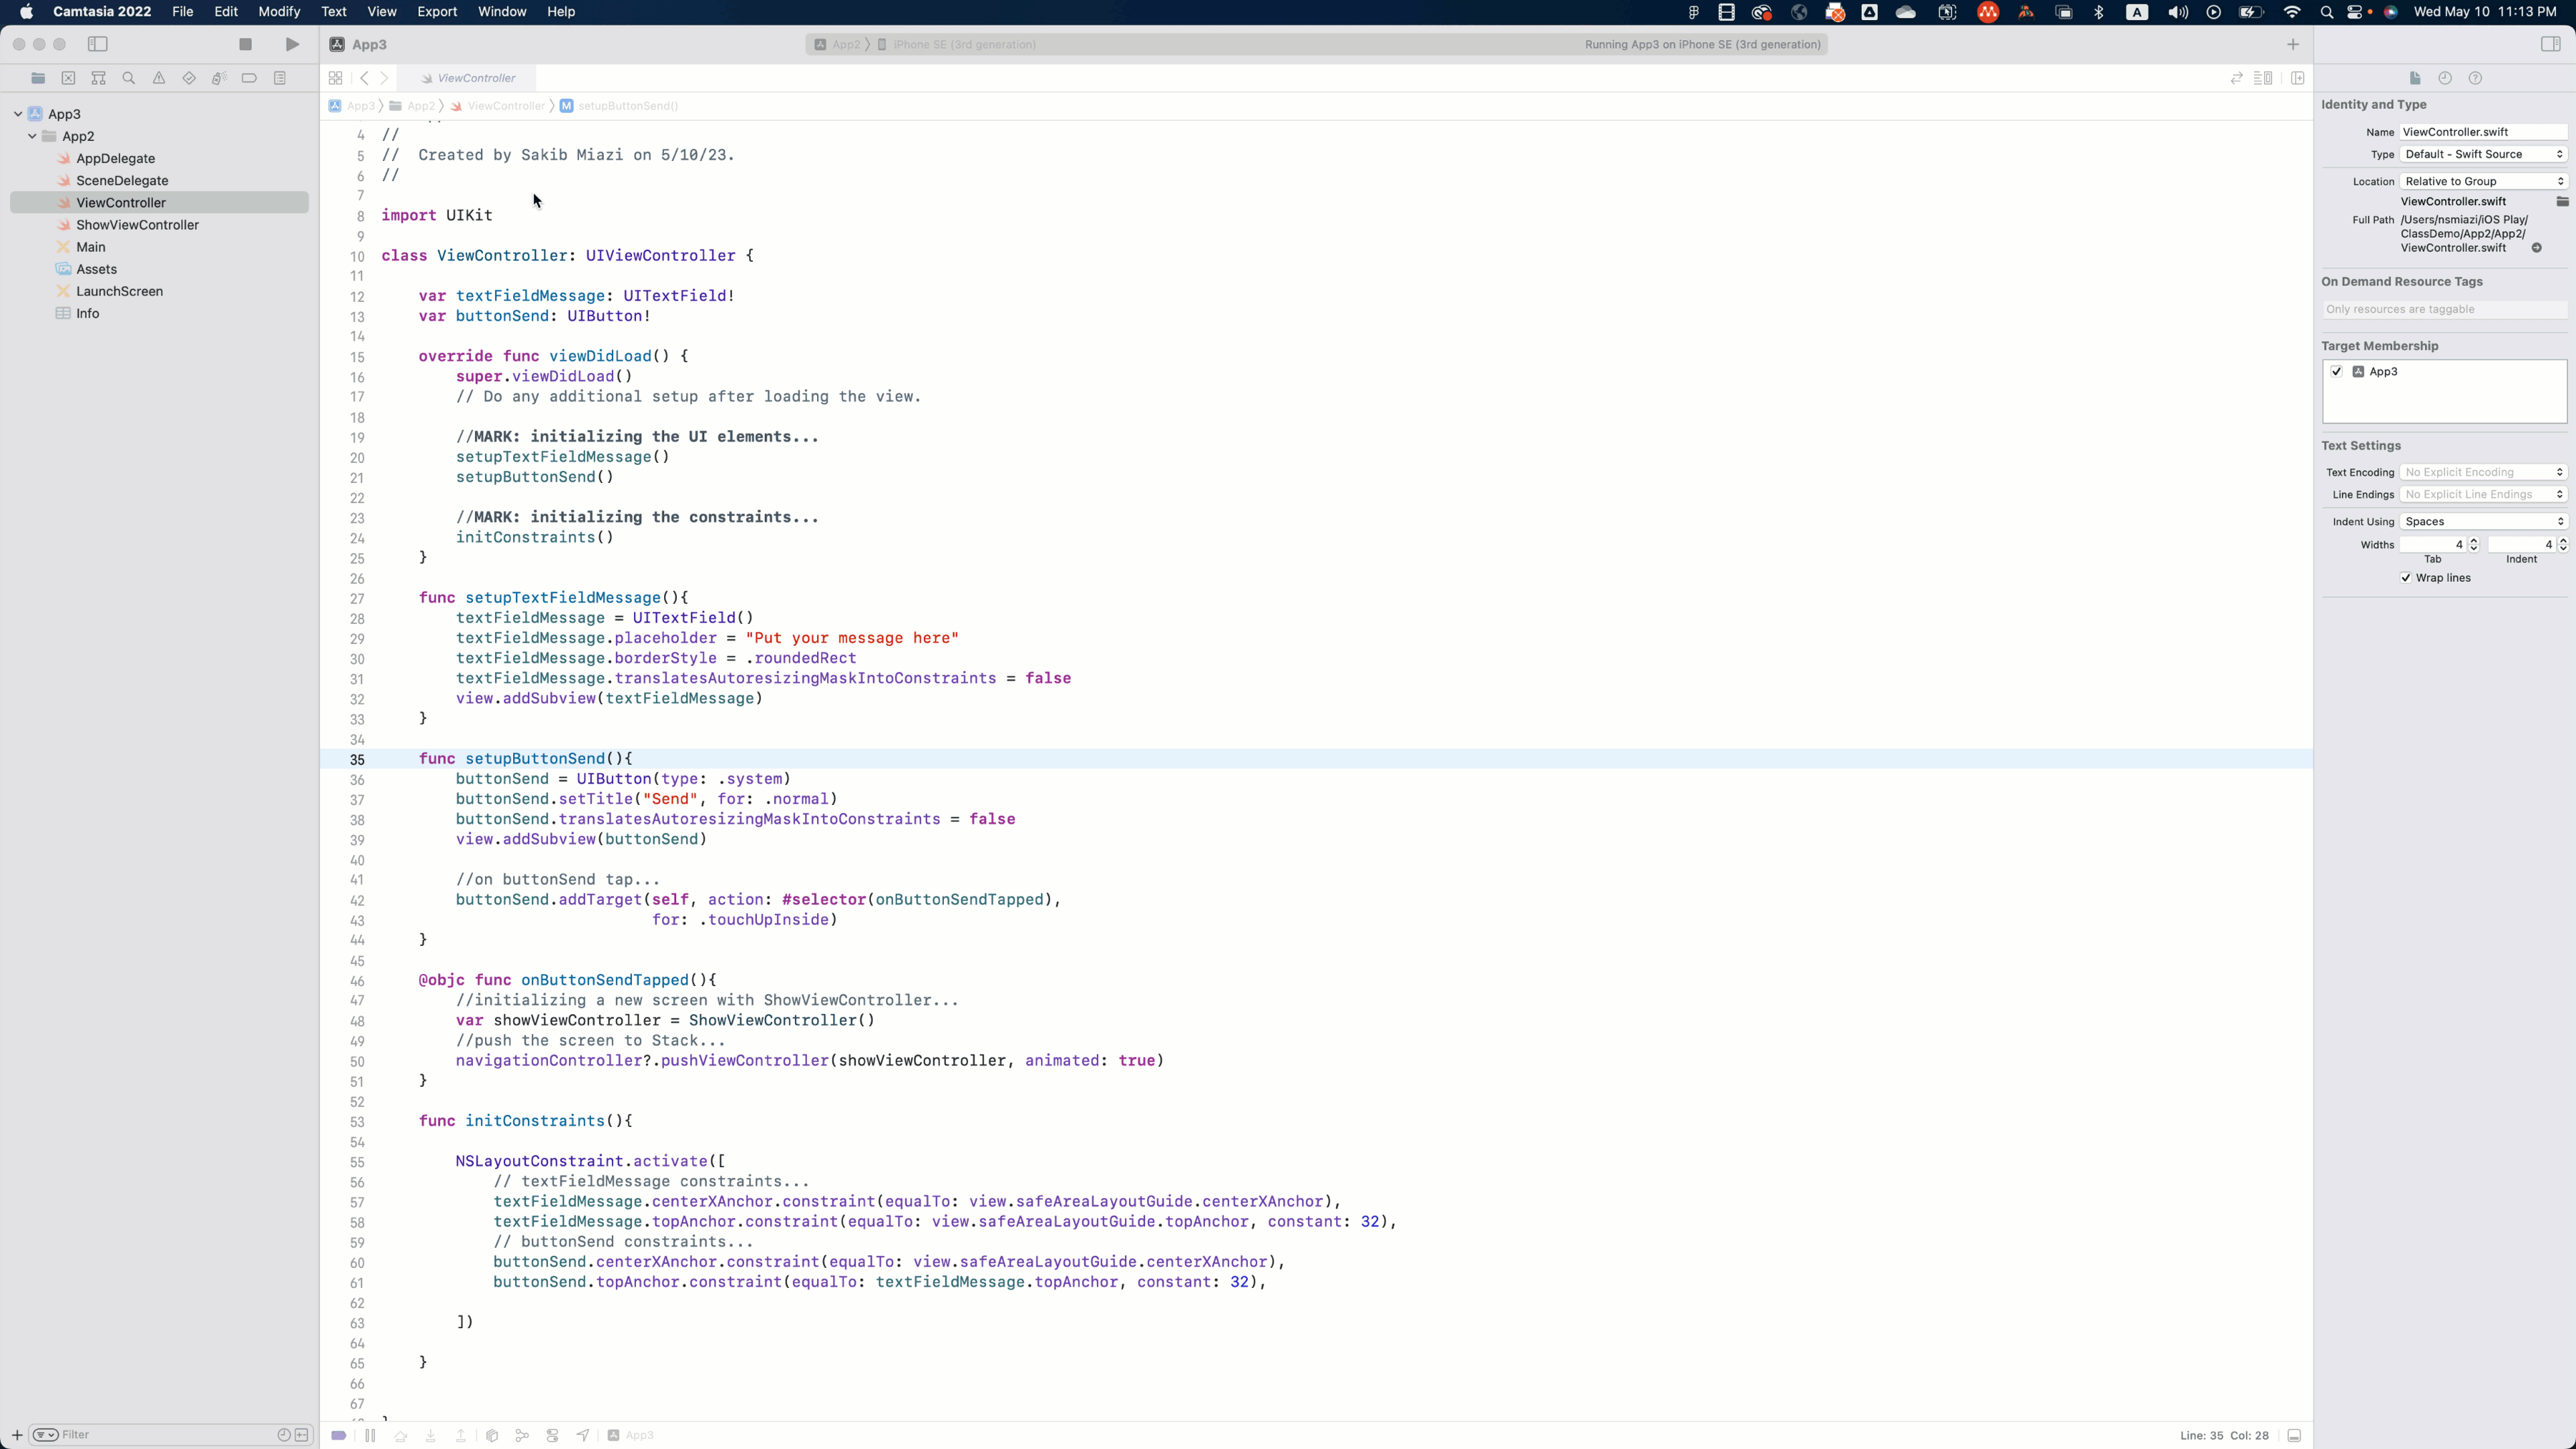 Camtasia 2022 File Edit Modify Text View Export Window Help
A
Wed May 10 11:13 PM
App3
App2 〉 iPhone SE (3rd generation)
Running App3 on iPhone SE (3rd generation)
ViewController
App3 〉 App2 〉 ViewController 〉 M setupButtonSend()
App3
App2
AppDelegate
SceneDelegate
ViewController
ShowViewController
Main
Assets
LaunchScreen
Info
Filter
4 //
5 //  Created by Sakib Miazi on 5/10/23.
6 //
7
8 import UIKit
9
10 class ViewController: UIViewController {
11
12     var textFieldMessage: UITextField!
13     var buttonSend: UIButton!
14
15     override func viewDidLoad() {
16         super.viewDidLoad()
17         // Do any additional setup after loading the view.
18
19         //MARK: initializing the UI elements...
20         setupTextFieldMessage()
21         setupButtonSend()
22
23         //MARK: initializing the constraints...
24         initConstraints()
25     }
26
27     func setupTextFieldMessage(){
28         textFieldMessage = UITextField()
29         textFieldMessage.placeholder = "Put your message here"
30         textFieldMessage.borderStyle = .roundedRect
31         textFieldMessage.translatesAutoresizingMaskIntoConstraints = false
32         view.addSubview(textFieldMessage)
33     }
34
35     func setupButtonSend(){
36         buttonSend = UIButton(type: .system)
37         buttonSend.setTitle("Send", for: .normal)
38         buttonSend.translatesAutoresizingMaskIntoConstraints = false
39         view.addSubview(buttonSend)
40
41         //on buttonSend tap...
42         buttonSend.addTarget(self, action: #selector(onButtonSendTapped),
43                              for: .touchUpInside)
44     }
45
46     @objc func onButtonSendTapped(){
47         //initializing a new screen with ShowViewController...
48         var showViewController = ShowViewController()
49         //push the screen to Stack...
50         navigationController?.pushViewController(showViewController, animated: true)
51     }
52
53     func initConstraints(){
54
55         NSLayoutConstraint.activate([
56             // textFieldMessage constraints...
57             textFieldMessage.centerXAnchor.constraint(equalTo: view.safeAreaLayoutGuide.centerXAnchor),
58             textFieldMessage.topAnchor.constraint(equalTo: view.safeAreaLayoutGuide.topAnchor, constant: 32),
59             // buttonSend constraints...
60             buttonSend.centerXAnchor.constraint(equalTo: view.safeAreaLayoutGuide.centerXAnchor),
61             buttonSend.topAnchor.constraint(equalTo: textFieldMessage.topAnchor, constant: 32),
62
63         ])
64
65     }
66
67
App3
Line: 35 Col: 28
Identity and Type
Name ViewController.swift
Type Default - Swift Source
Location Relative to Group
ViewController.swift
Full Path /Users/nsmiazi/iOS Play/
ClassDemo/App2/App2/
ViewController.swift
On Demand Resource Tags
Only resources are taggable
Target Membership
App3
Text Settings
Text Encoding No Explicit Encoding
Line Endings No Explicit Line Endings
Indent Using Spaces
Widths 4 4
Tab Indent
Wrap lines